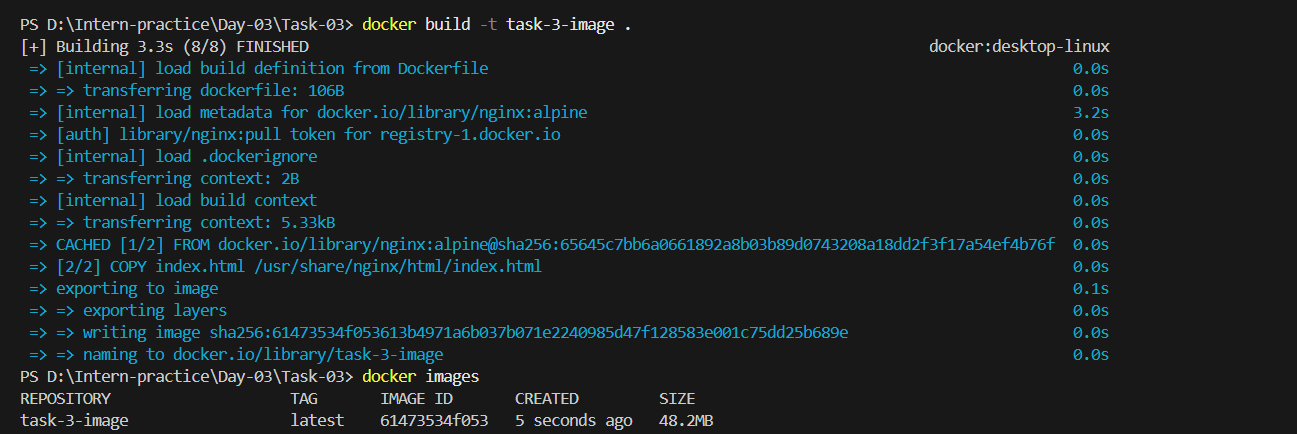 PS D:\Intern-practice\Day-03\Task-03> docker build -t task-3-image .
[+] Building 3.3s (8/8) FINISHED docker:desktop-linux
=> [internal] load build definition from Dockerfile 0.0s
=> => transferring dockerfile: 106B 0.0s
=> [internal] load metadata for docker.io/library/nginx:alpine 3.2s
=> [auth] library/nginx:pull token for registry-1.docker.io 0.0s
=> [internal] load .dockerignore 0.0s
=> => transferring context: 2B 0.0s
=> [internal] load build context 0.0s
=> => transferring context: 5.33kB 0.0s
=> CACHED [1/2] FROM docker.io/library/nginx:alpine@sha256:65645c7bb6a0661892a8b03b89d0743208a18dd2f3f17a54ef4b76f 0.0s
=> [2/2] COPY index.html /usr/share/nginx/html/index.html 0.0s
=> exporting to image 0.1s
=> => exporting layers 0.0s
=> => writing image sha256:61473534f053613b4971a6b037b071e2240985d47f128583e001c75dd25b689e 0.0s
=> => naming to docker.io/library/task-3-image 0.0s
PS D:\Intern-practice\Day-03\Task-03> docker images
REPOSITORY TAG IMAGE ID CREATED SIZE
task-3-image latest 61473534f053 5 seconds ago 48.2MB